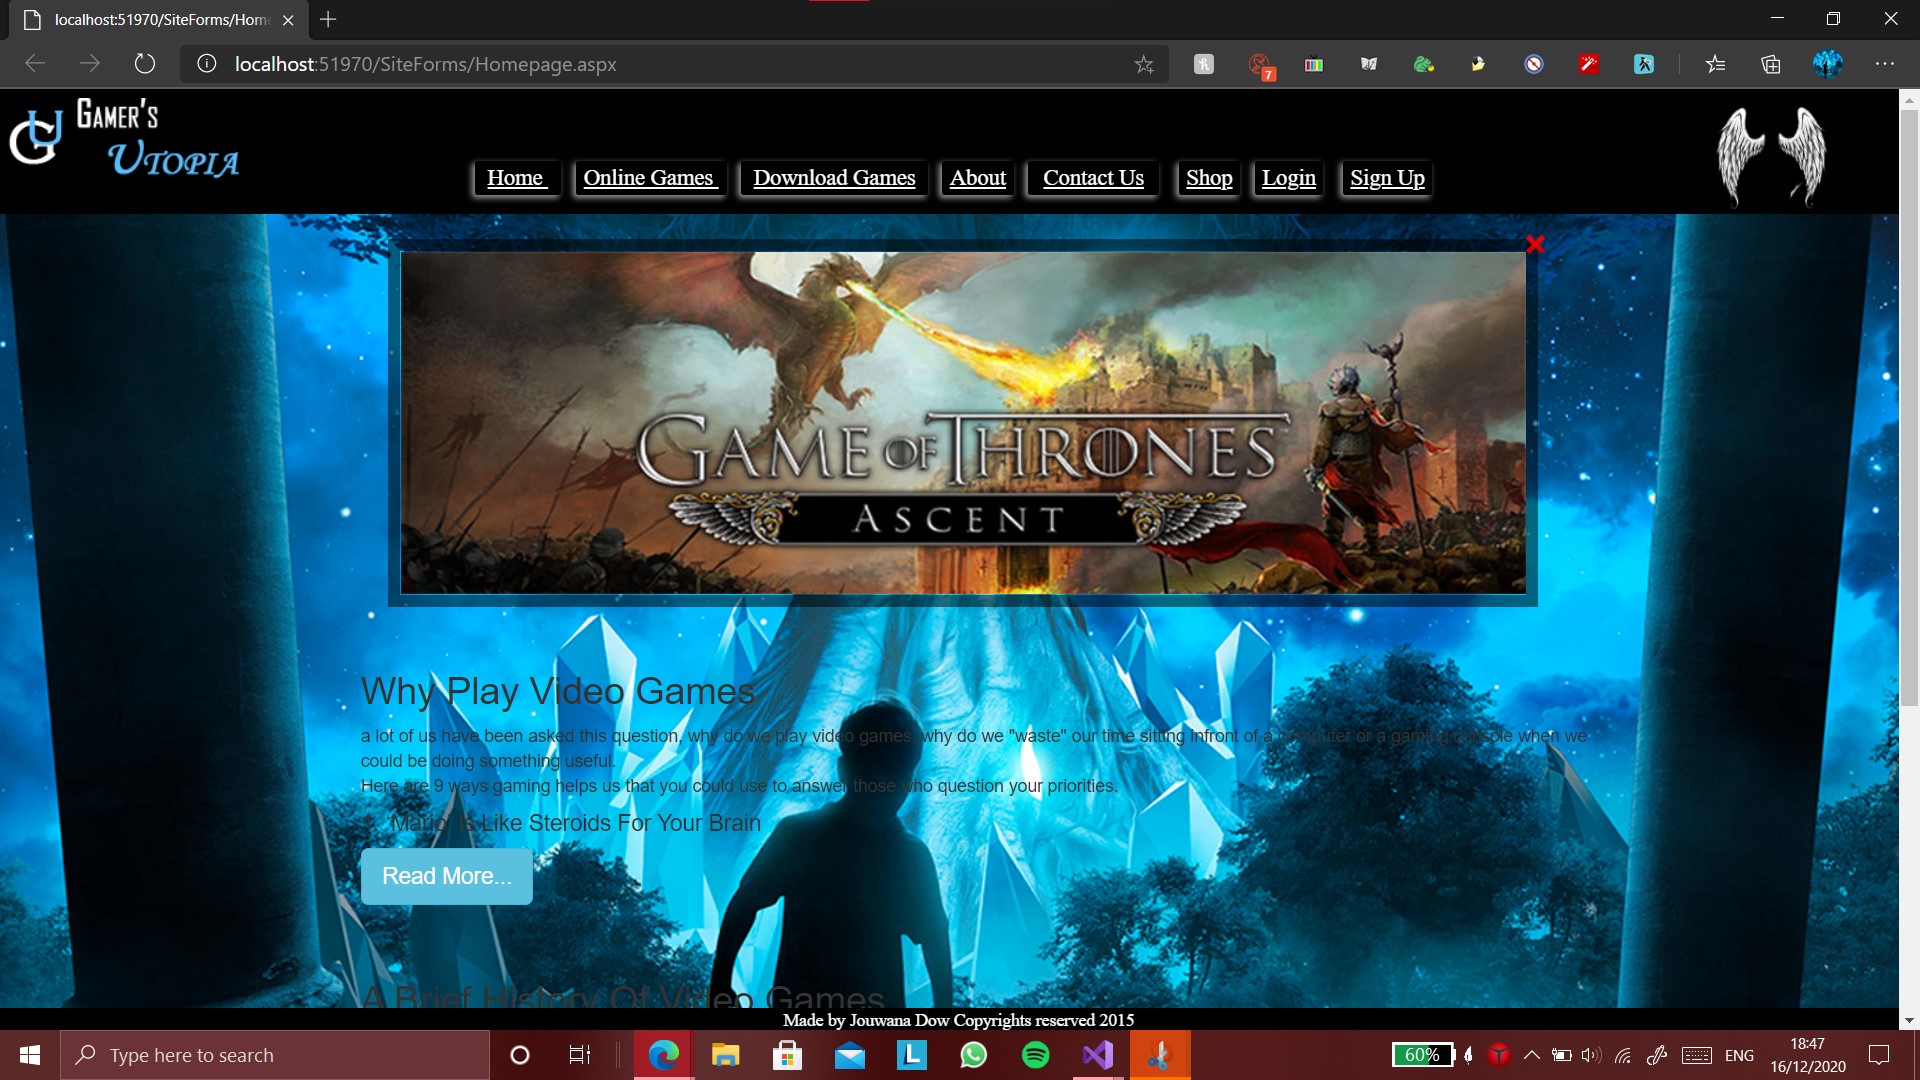 localhost:51970/SiteForms/Hom
localhost:51970/SiteForms/Homepage.aspx
7
GU
GAMER'S
UTOPIA
Home
Online Games
Download Games
About
Contact Us
Shop
Login
Sign Up
GAME OF THRONES
ASCENT
Why Play Video Games
a lot of us have been asked this question, why do we play video games, why do we "waste" our time sitting infront of a computer or a gaming console when we
could be doing something useful.
Here are 9 ways gaming helps us that you could use to answer those who question your priorities.
'Mario' Is Like Steroids For Your Brain
Read More...
A Brief History Of Video Games
Made by Jouwana Dow Copyrights reserved 2015
Type here to search
L
60%
ENG
18:47
16/12/2020